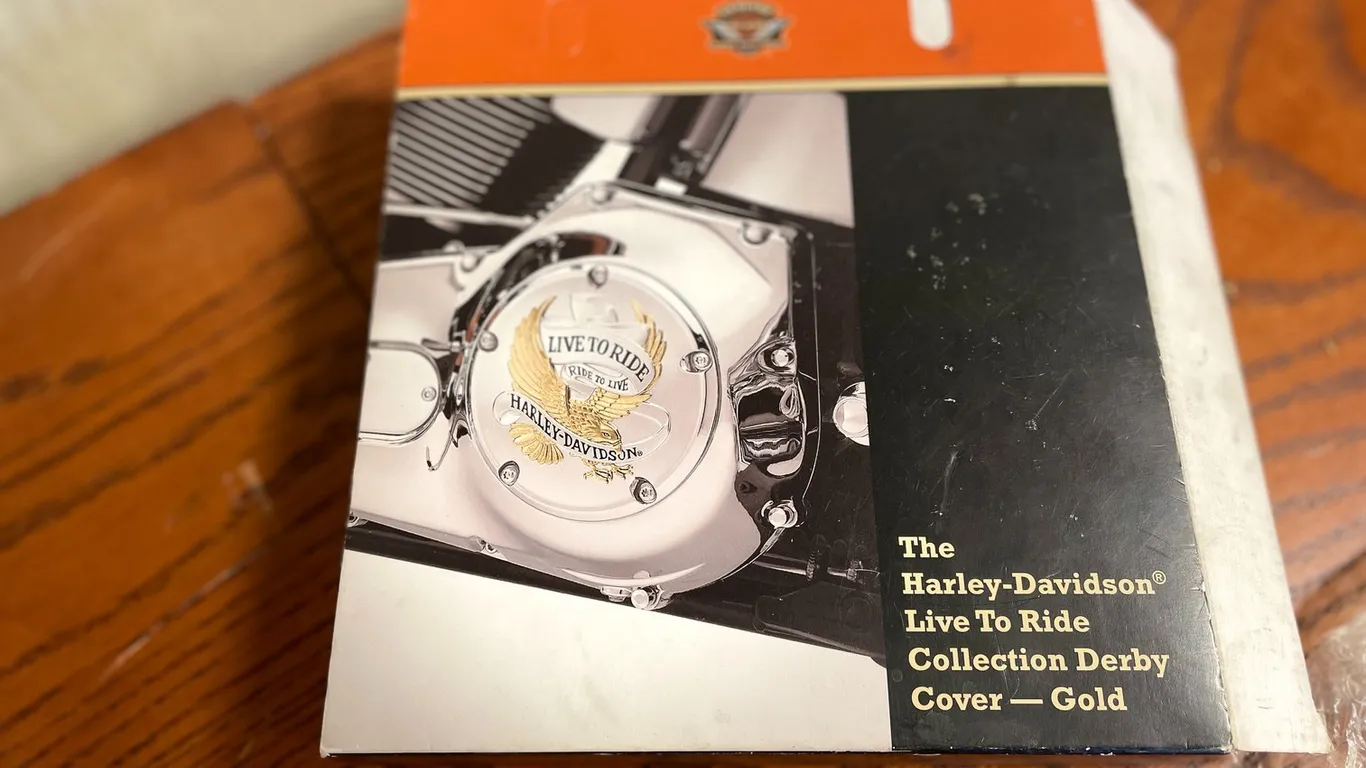 LIVE TO RIDE
RIDE TO LIVE
HARLEY-DAVIDSON®
The
Harley-Davidson®
Live To Ride
Collection Derby
Cover — Gold